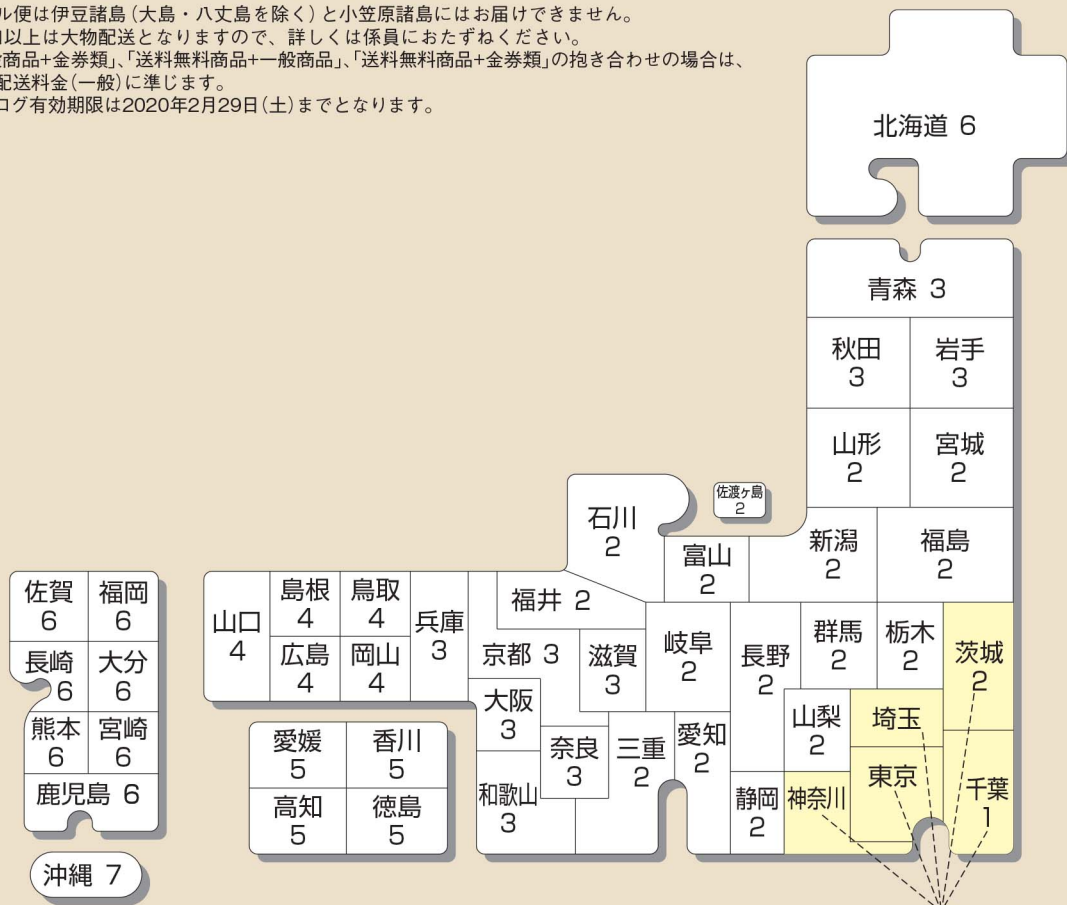 ル便は伊豆諸島(大島・八丈島を除く)と小笠原諸島にはお届けできません。
以上は大物配送となりますので、詳しくは係員におたずねください。
商品+金券類」、「送料無料商品+一般商品」、「送料無料商品+金券類」の抱き合わせの場合は、
配送料金(一般)に準じます。
ログ有効期限は2020年2月29日(土)までとなります。
北海道 6
青森 3
秋田
3
岩手
3
山形
2
宮城
2
佐渡ヶ島
2
石川
2
富山
2
新潟
2
福島
2
佐賀
6
福岡
6
長崎
6
大分
6
熊本
6
宮崎
6
鹿児島 6
沖縄 7
山口
4
島根
4
鳥取
4
広島
4
岡山
4
兵庫
3
福井 2
京都 3
滋賀
3
岐阜
2
長野
2
群馬
2
栃木
2
茨城
2
大阪
3
奈良
3
三重
2
愛知
2
山梨
2
埼玉
和歌山
3
静岡
2
神奈川
東京
千葉
1
愛媛
5
香川
5
高知
5
徳島
5